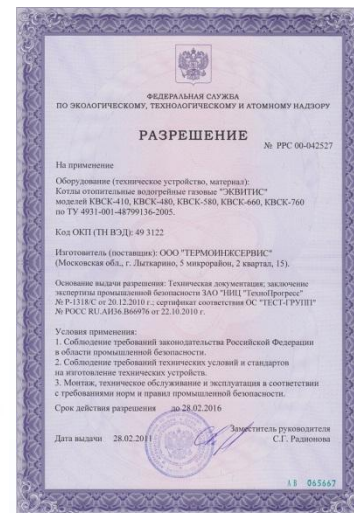 ФЕДЕРАЛЬНАЯ СЛУЖБА
ПО ЭКОЛОГИЧЕСКОМУ, ТЕХНОЛОГИЧЕСКОМУ И АТОМНОМУ НАДЗОРУ
РАЗРЕШЕНИЕ
№ РРС 00-042527
На применение
Оборудование (техническое устройство, материал):
Котлы отопительные водогрейные газовые "ЭКВИТИС"
моделей КВСК-410, КВСК-480, КВСК-580, КВСК-660, КВСК-760
по ТУ 4931-001-48799136-2005.
Код ОКП (ТН ВЭД): 49 3122
Изготовитель (поставщик): ООО "ТЕРМОИНЖСЕРВИС"
(Московская обл., г. Лыткарино, 5 микрорайон, 2 квартал, 15).
Основание выдачи разрешения: Техническая документация; заключение
экспертизы промышленной безопасности ЗАО "НИЦ "ТехноПрогресс"
№ Р-1318/С от 20.12.2010 г.; сертификат соответствия ОС "ТЕСТ-ГРУПП"
№ РОСС RU.АИ36.В66976 от 22.10.2010 г.
Условия применения:
1. Соблюдение требований законодательства Российской Федерации
в области промышленной безопасности.
2. Соблюдение требований технических условий и стандартов
на изготовление технических устройств.
3. Монтаж, техническое обслуживание и эксплуатация в соответствии
с требованиями норм и правил промышленной безопасности.
Срок действия разрешения до 28.02.2016
Заместитель руководителя
Дата выдачи 28.02.2011 С.Г. Радионова
АВ 065667